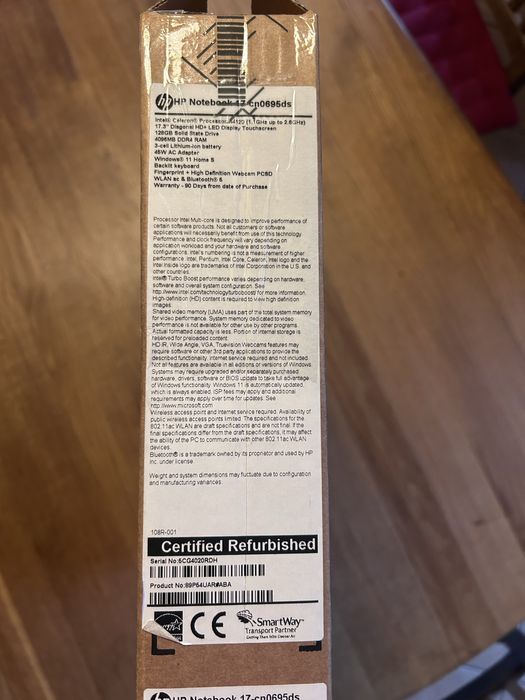 hp HP Notebook 17-cn0695ds
Intel® Celeron® Processor N4120 (1.1GHz up to 2.6GHz)
17.3" Diagonal HD+ LED Display Touchscreen
128GB Solid State Drive
4096MB DDR4 RAM
3-cell Lithium-Ion battery
45W AC Adapter
Windows® 11 Home S
Backlit keyboard
Fingerprint + High Definition Webcam PCSD
WLAN ac & Bluetooth® 5
Warranty - 90 Days from date of Purchase
Processor Intel Multi-core is designed to improve performance of
certain software products. Not all customers or software
applications will necessarily benefit from use of this technology.
Performance and clock frequency will vary depending on
application workload and your hardware and software
configurations. Intel's numbering is not a measurement of higher
performance. Intel, Pentium, Intel Core, Celeron, Intel logo and the
Intel Inside logo are trademarks of Intel Corporation in the U.S. and
other countries.
Intel® Turbo Boost performance varies depending on hardware,
software and overall system configuration. See
http://www.intel.com/technology/turboboost/ for more information.
High-definition (HD) content is required to view high definition
images
Shared video memory (UMA) uses part of the total system memory
for video performance. System memory dedicated to video
performance is not available for other use by other programs.
Actual formatted capacity is less. Portion of internal storage is
reserved for preloaded content.
HD-IR, Wide Angle, VGA, Truevision Webcams features may
require software or other 3rd party applications to provide the
described functionality. Internet service required and not included.
Not all features are available in all editions or versions of Windows.
Systems may require upgraded and/or separately purchased
hardware, drivers, software or BIOS update to take full advantage
of Windows functionality. Windows 11 is automatically updated,
which is always enabled. ISP fees may apply and additional
requirements may apply over time for updates. See
http://www.microsoft.com
Wireless access point and internet service required. Availability of
public wireless access points limited. The specifications for the
802.11ac WLAN are draft specifications and are not final. If the
final specifications differ from the draft specifications, it may affect
the ability of the PC to communicate with other 802.11ac WLAN
devices.
Bluetooth® is a trademark owned by its proprietor and used by HP
Inc. under license
Weight and system dimensions may fluctuate due to configuration
and manufacturing variances.
108R-001
Certified Refurbished
Serial No:5CG4020RDH
Product No:89P54UAR#ABA
CE
SmartWay
Transport Partner
Getting There With Cleaner Air
HP Notebook 17-cn0695ds